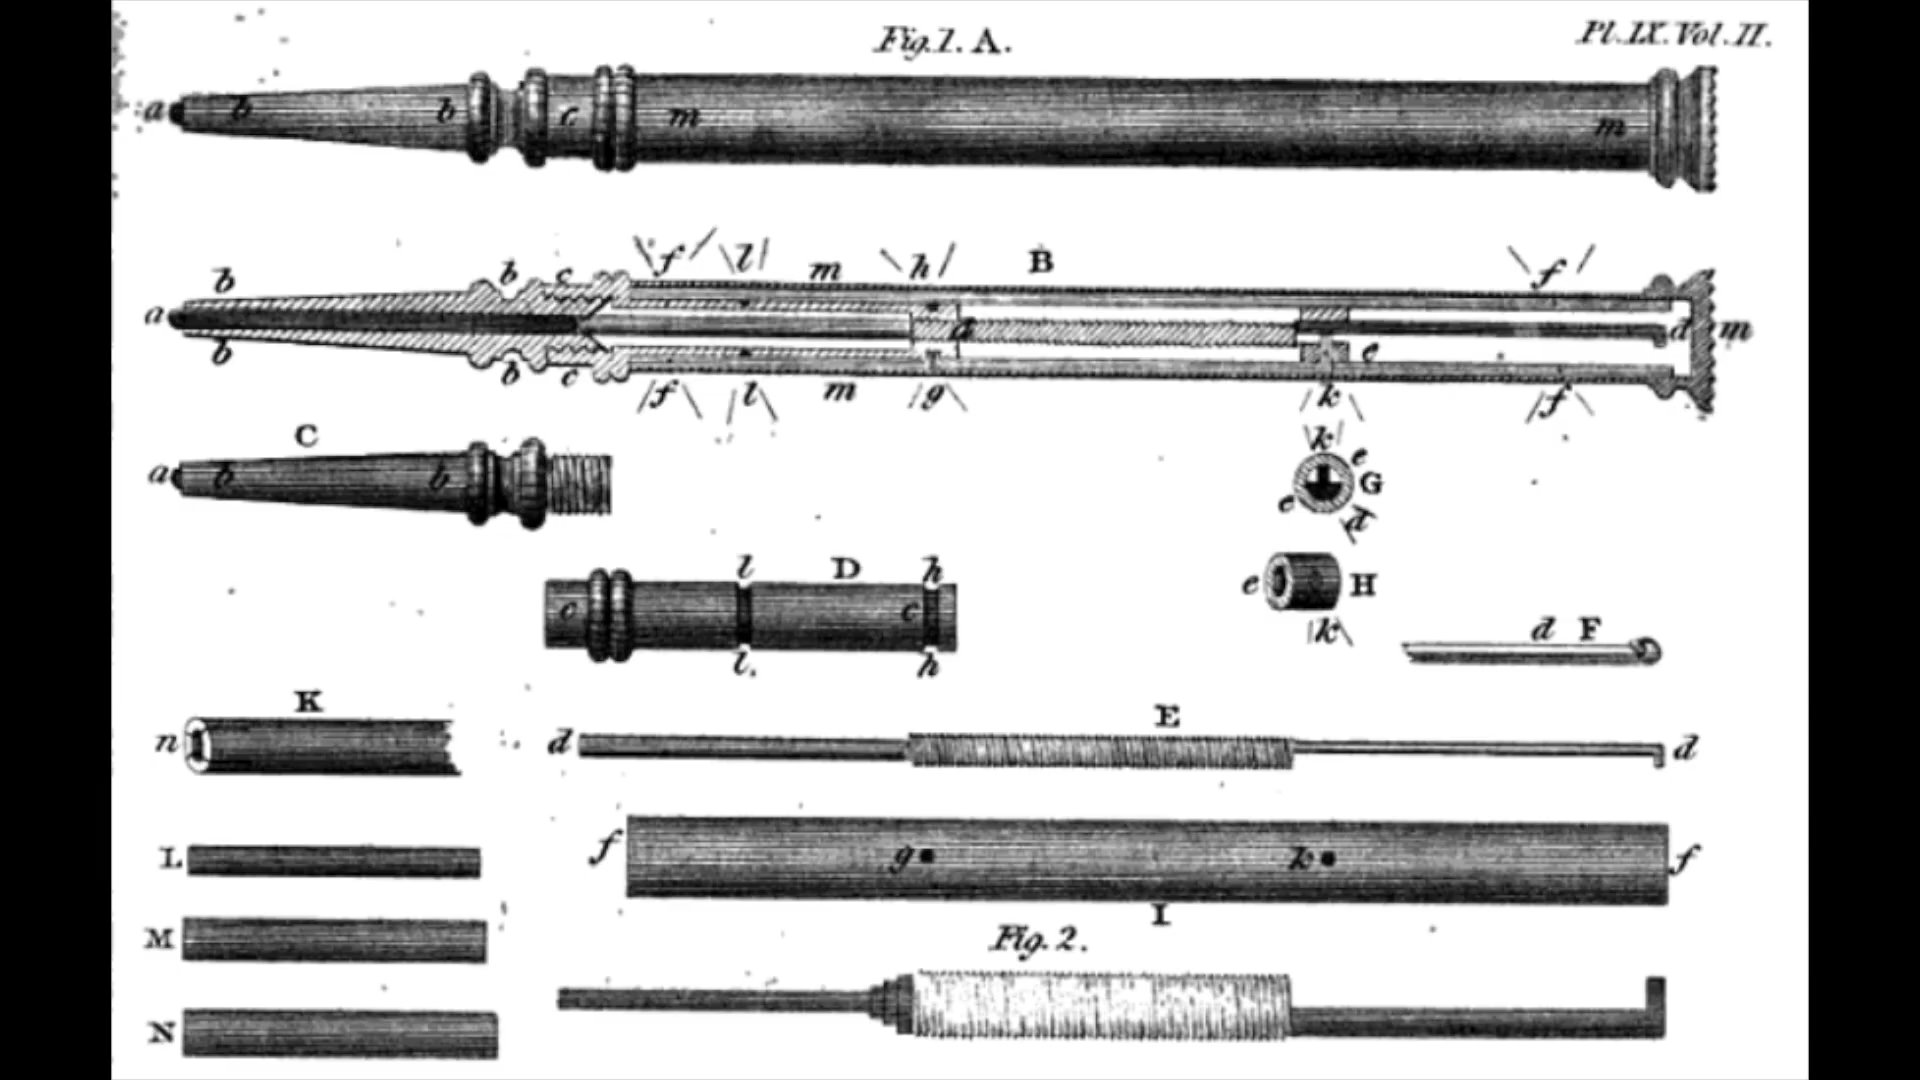 Fig. 1. A.
Pl. IX. Vol. II.
a b b c m m
f l h B f
b b c m
a d d m
b b c e
f l m g k f
C k
a b b e G
e d
l D h
c c e H
l. h k
d F
K E
n d d
L f g k f
I
M Fig. 2.
N